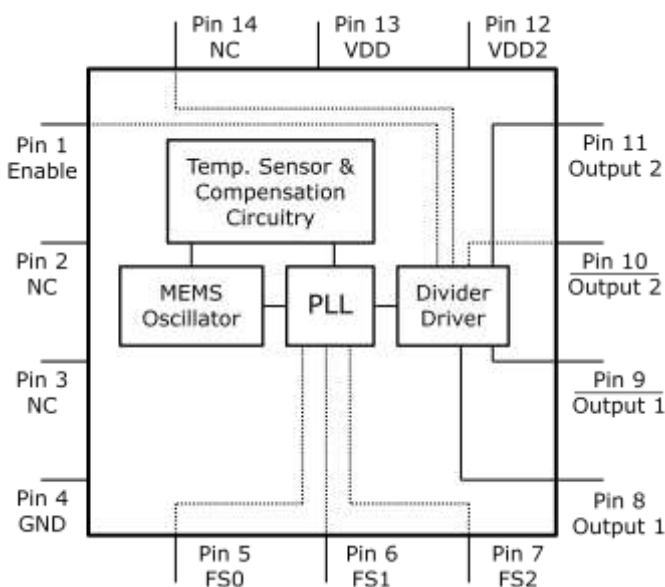 Pin 14
NC
Pin 13
VDD
Pin 12
VDD2
Pin 1
Enable
Temp. Sensor &
Compensation
Circuitry
Pin 11
Output 2
Pin 2
NC
MEMS
Oscillator
PLL
Divider
Driver
Pin 10
Output 2
Pin 3
NC
Pin 9
Output 1
Pin 4
GND
Pin 8
Output 1
Pin 5
FS0
Pin 6
FS1
Pin 7
FS2